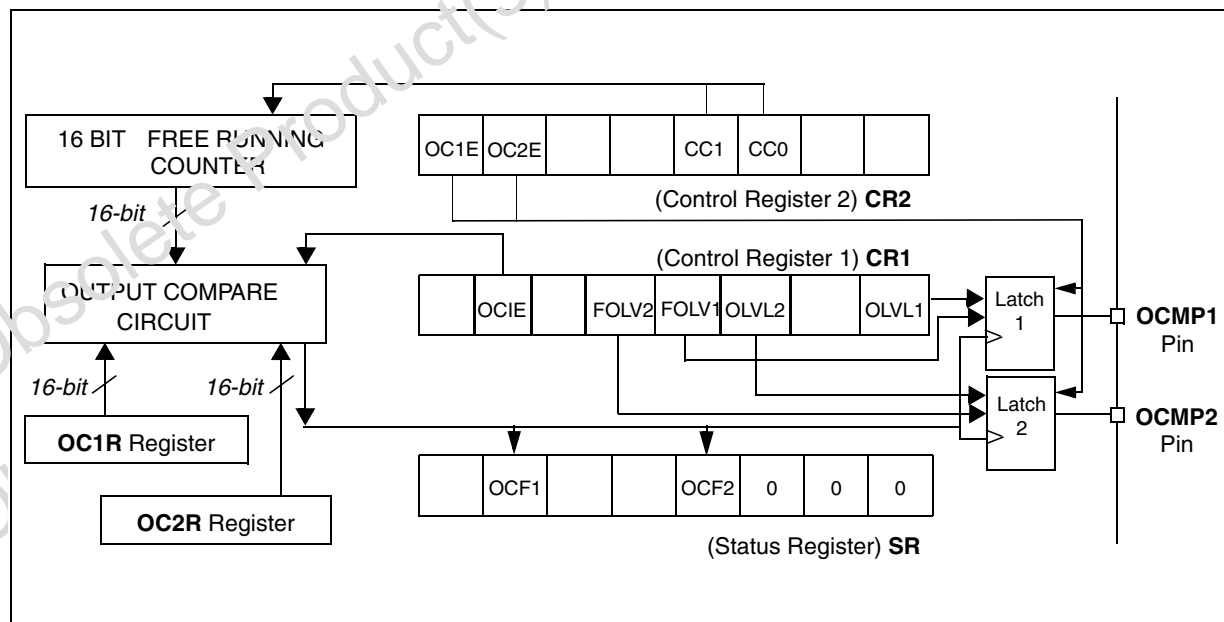 Obsolete Product(s)
16 BIT FREE RUNNING
COUNTER
OC1E OC2E CC1 CC0
(Control Register 2) CR2
16-bit
(Control Register 1) CR1
OUTPUT COMPARE
CIRCUIT
OCIE FOLV2 FOLV1 OLVL2 OLVL1
Latch
1
OCMP1
Pin
16-bit 16-bit
Latch
2
OCMP2
Pin
OC1R Register
OCF1 OCF2 0 0 0
OC2R Register
(Status Register) SR